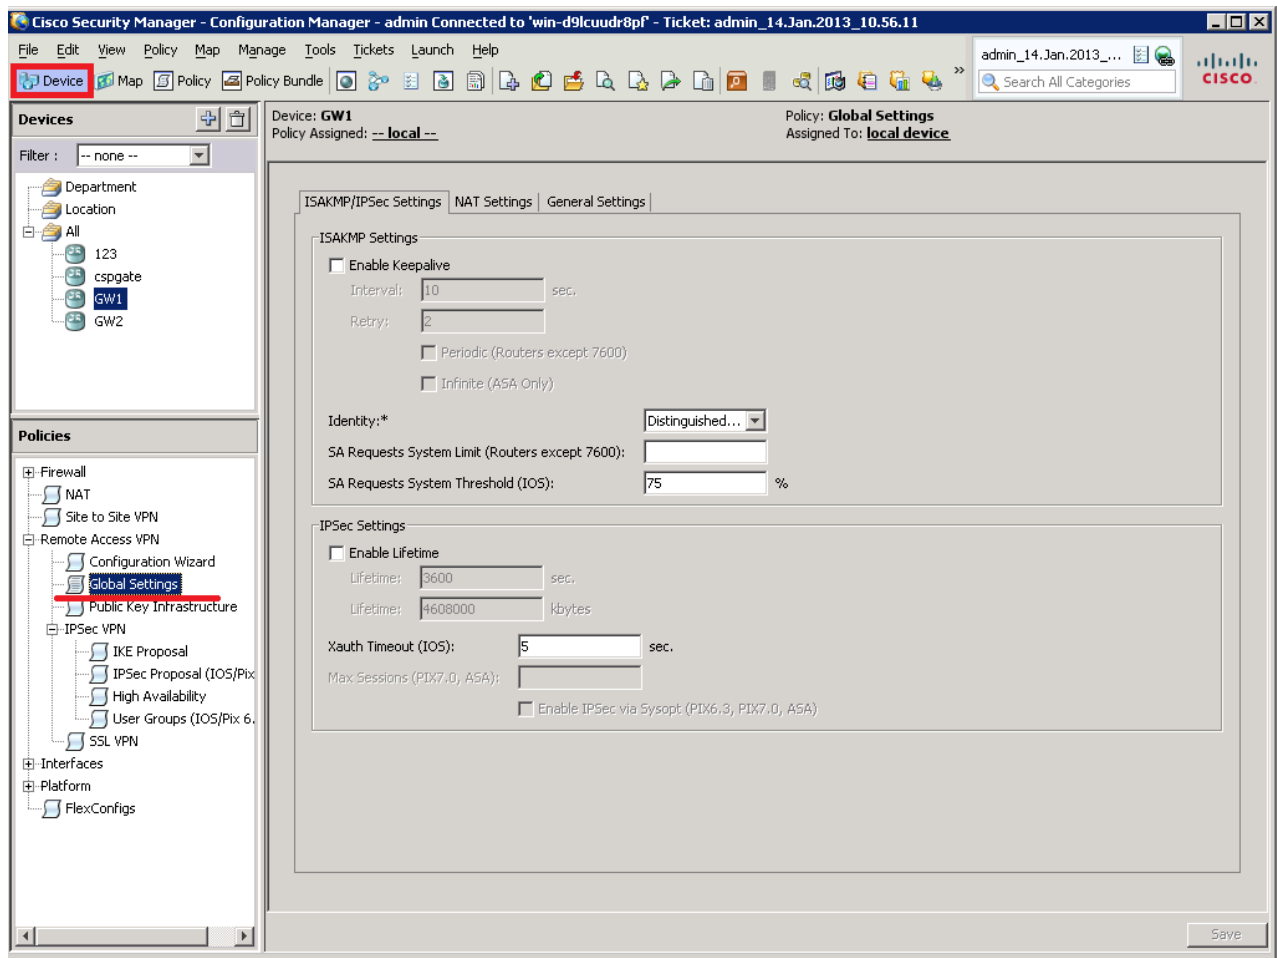 Cisco Security Manager - Configuration Manager - admin Connected to 'win-d9lcuudr8pf' - Ticket: admin_14.Jan.2013_10.56.11
File Edit View Policy Map Manage Tools Tickets Launch Help
admin_14.Jan.2013_...
Device Map Policy Policy Bundle
»
Search All Categories
CISCO
Devices
Filter : -- none --
Department
Location
All
123
cspgate
GW1
GW2
Policies
Firewall
NAT
Site to Site VPN
Remote Access VPN
Configuration Wizard
Global Settings
Public Key Infrastructure
IPSec VPN
IKE Proposal
IPSec Proposal (IOS/Pix
High Availability
User Groups (IOS/Pix 6.
SSL VPN
Interfaces
Platform
FlexConfigs
Device: GW1
Policy Assigned: -- local --
Policy: Global Settings
Assigned To: local device
ISAKMP/IPSec Settings NAT Settings General Settings
ISAKMP Settings
Enable Keepalive
Interval: 10 sec.
Retry: 2
Periodic (Routers except 7600)
Infinite (ASA Only)
Identity:* Distinguished...
SA Requests System Limit (Routers except 7600):
SA Requests System Threshold (IOS): 75 %
IPSec Settings
Enable Lifetime
Lifetime: 3600 sec.
Lifetime: 4608000 kbytes
Xauth Timeout (IOS): 5 sec.
Max Sessions (PIX7.0, ASA):
Enable IPSec via Sysopt (PIX6.3, PIX7.0, ASA)
Save